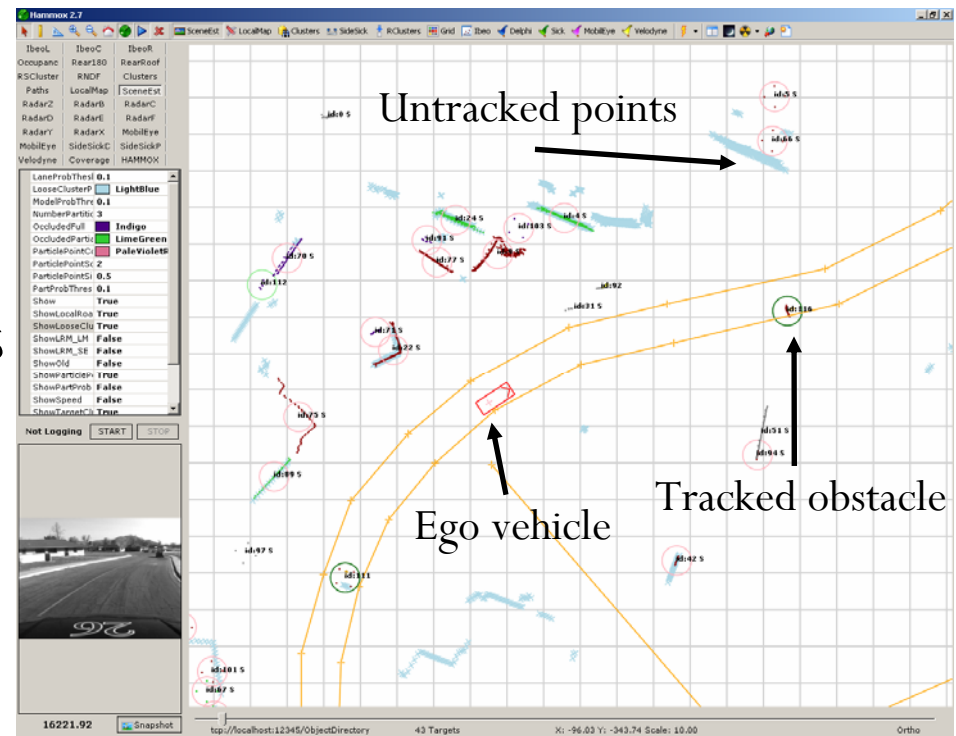 Hammox 2.7
SceneEst LocalMap Clusters SideSick RClusters Grid Ibeo Delphi Sick MobilEye Velodyne
IbeoL IbeoC IbeoR
Occupanc Rear180 RearRoof
RSCluster RNDF Clusters
Paths LocalMap SceneEst
RadarZ RadarB RadarC
RadarD RadarE RadarF
RadarY RadarX MobilEye
MobilEye SideSickD SideSickP
Velodyne Coverage HAMMOX
LaneProbThesl 0.1
LooseClusterP LightBlue
ModelProbThre 0.1
NumberPartitic 3
OccludedFull Indigo
OccludedPartia LimeGreen
ParticlePointCi PaleVioletR
ParticlePointSc 2
ParticlePointSi 0.5
PartProbThres 0.1
Show True
ShowLocalRoa True
ShowLooseClu True
ShowLRM_LM False
ShowLRM_SE False
ShowOld False
ShowParticleP True
ShowPartProb False
ShowSpeed False
ShowTargetCl True
Not Logging START STOP
26
16221.92 Snapshot
Untracked points
id:5 S
id:0 S
id:66 S
id:24 S
id:4 S
id:103 S
id:93 S
id:77 S
id:70 S
id:112
id:92
id:31 S
id:116
id:71 S
id:22 S
id:75 S
id:51 S
id:94 S
id:89 S
Tracked obstacle
Ego vehicle
id:97 S
id:42 S
id:111
id:101 S
id:67 S
tcp://localhost:12345/ObjectDirectory 43 Targets X: -96.03 Y: -343.74 Scale: 10.00 Ortho